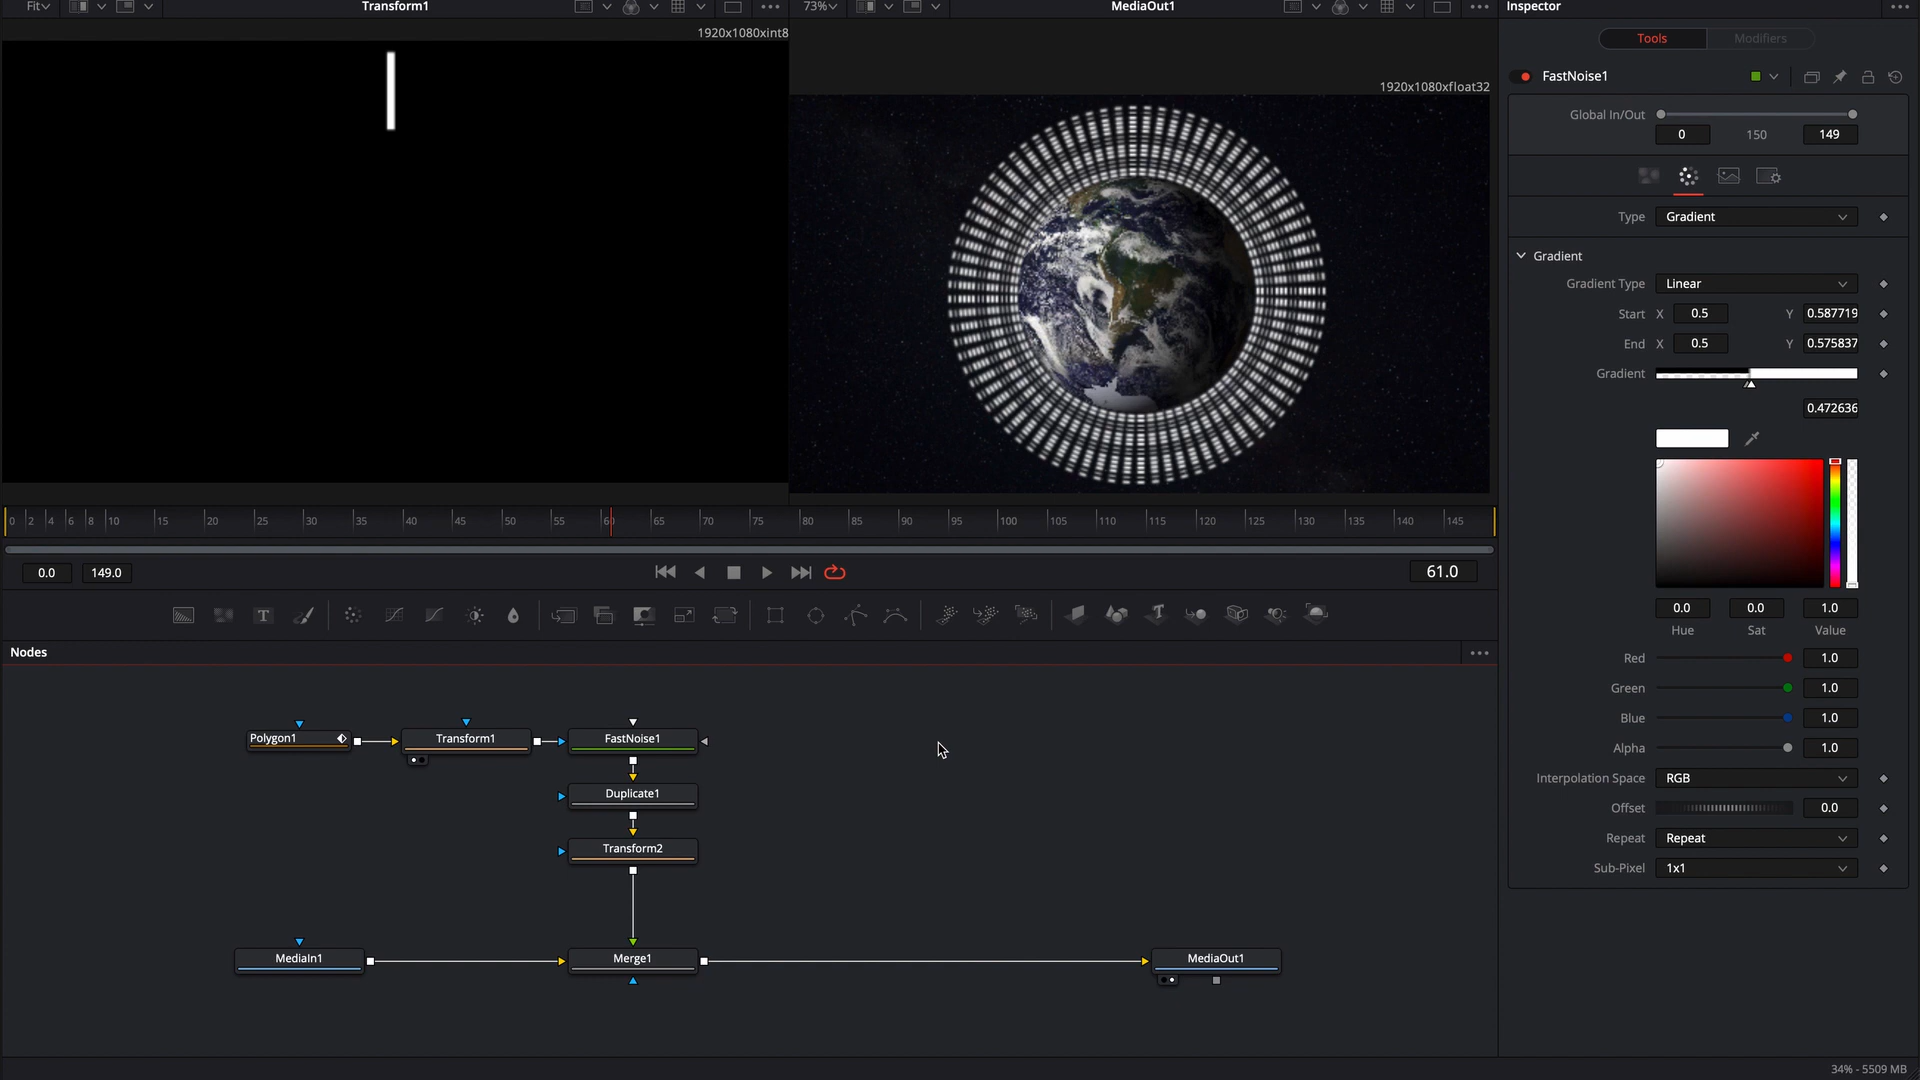 Fit
Transform1
73%
MediaOut1
Inspector
1920x1080xint8
1920x1080xfloat32
Tools
Modifiers
FastNoise1
Global In/Out
0
150
149
Type
Gradient
Gradient
Gradient Type
Linear
Start
X
0.5
Y
0.587719
End
X
0.5
Y
0.575837
Gradient
0.472636
0.0
0.0
1.0
Hue
Sat
Value
Red
1.0
Green
1.0
Blue
1.0
Alpha
1.0
Interpolation Space
RGB
Offset
0.0
Repeat
Repeat
Sub-Pixel
1x1
0 2 4 6 8 10 15 20 25 30 35 40 45 50 55 60 65 70 75 80 85 90 95 100 105 110 115 120 125 130 135 140 145
0.0
149.0
61.0
T
T
Nodes
Polygon1
Transform1
FastNoise1
Duplicate1
Transform2
MediaIn1
Merge1
MediaOut1
34% - 5509 MB